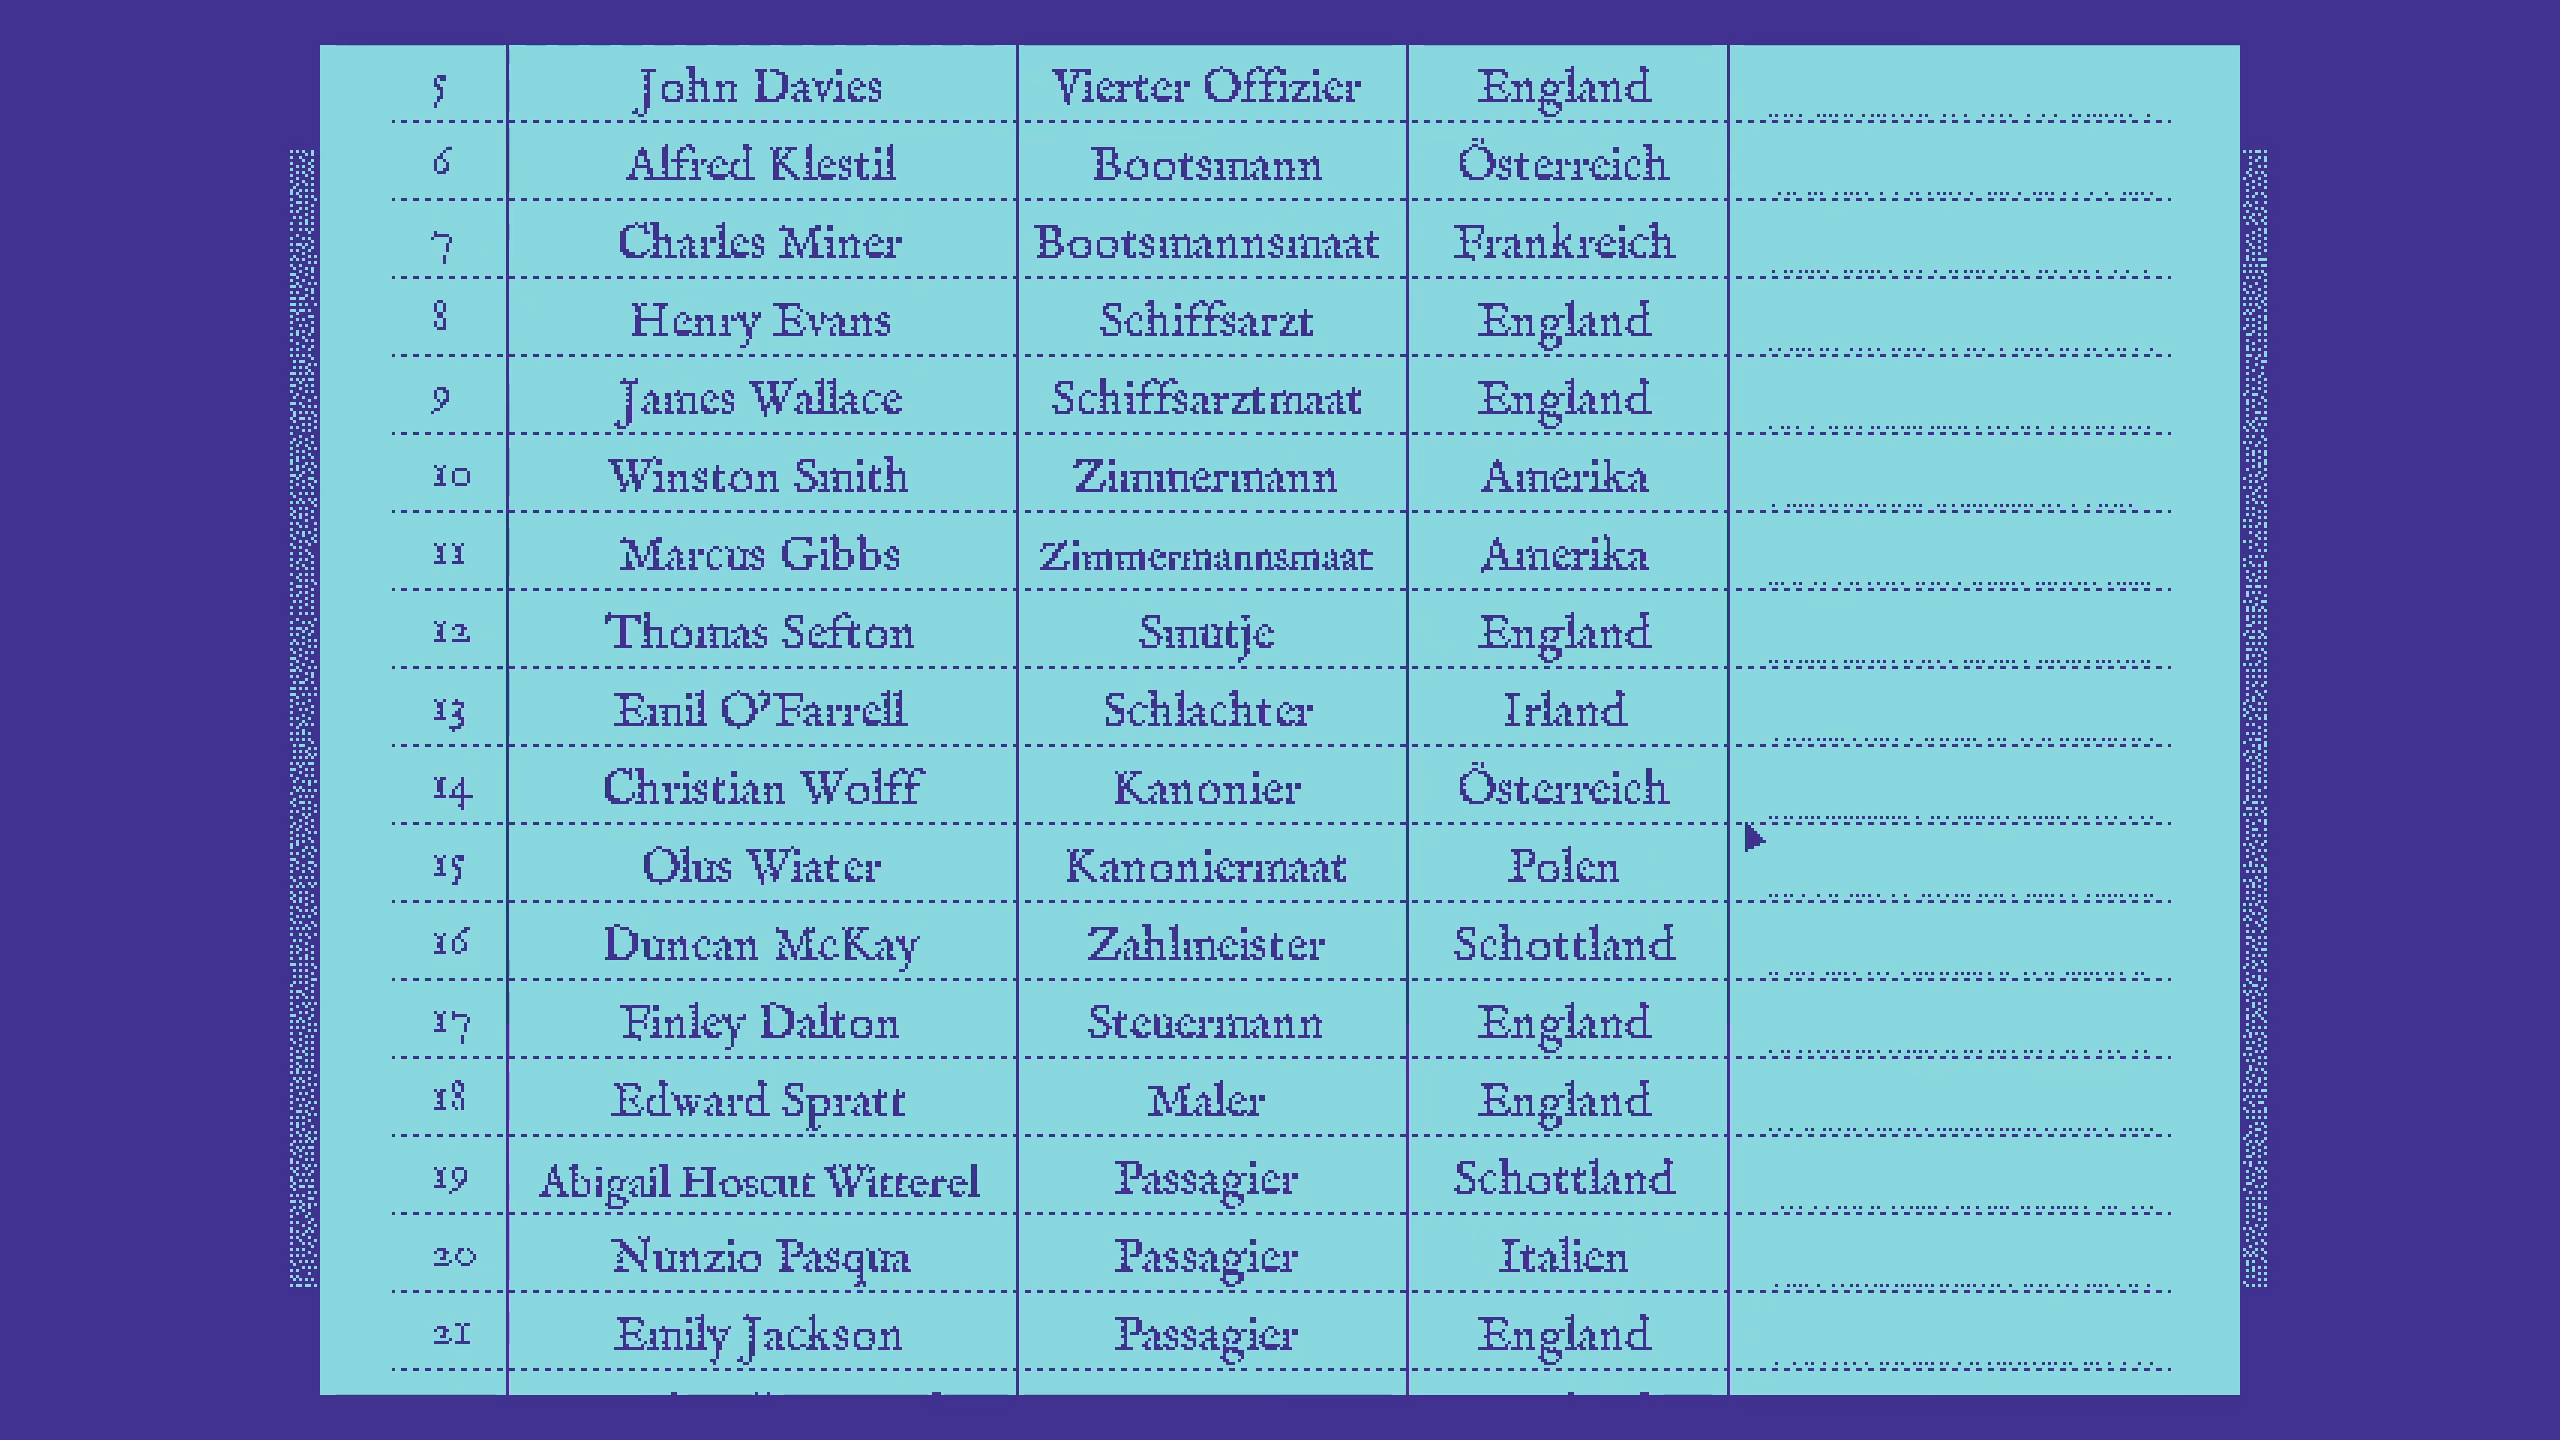 5 John Davies Vierter Offizier England
6 Alfred Klestil Bootsmann Österreich
7 Charles Miner Bootsmannsmaat Frankreich
8 Henry Evans Schiffsarzt England
9 James Wallace Schiffsarztmaat England
10 Winston Smith Zimmermann Amerika
11 Marcus Gibbs Zimmermannsmaat Amerika
12 Thomas Sefton Smutje England
13 Emil O'Farrell Schlachter Irland
14 Christian Wolff Kanonier Österreich
15 Olus Wiater Kanoniermaat Polen
16 Duncan McKay Zahlmeister Schottland
17 Finley Dalton Steuermann England
18 Edward Spratt Maler England
19 Abigail Hoscut Witterel Passagier Schottland
20 Nunzio Pasqua Passagier Italien
21 Emily Jackson Passagier England